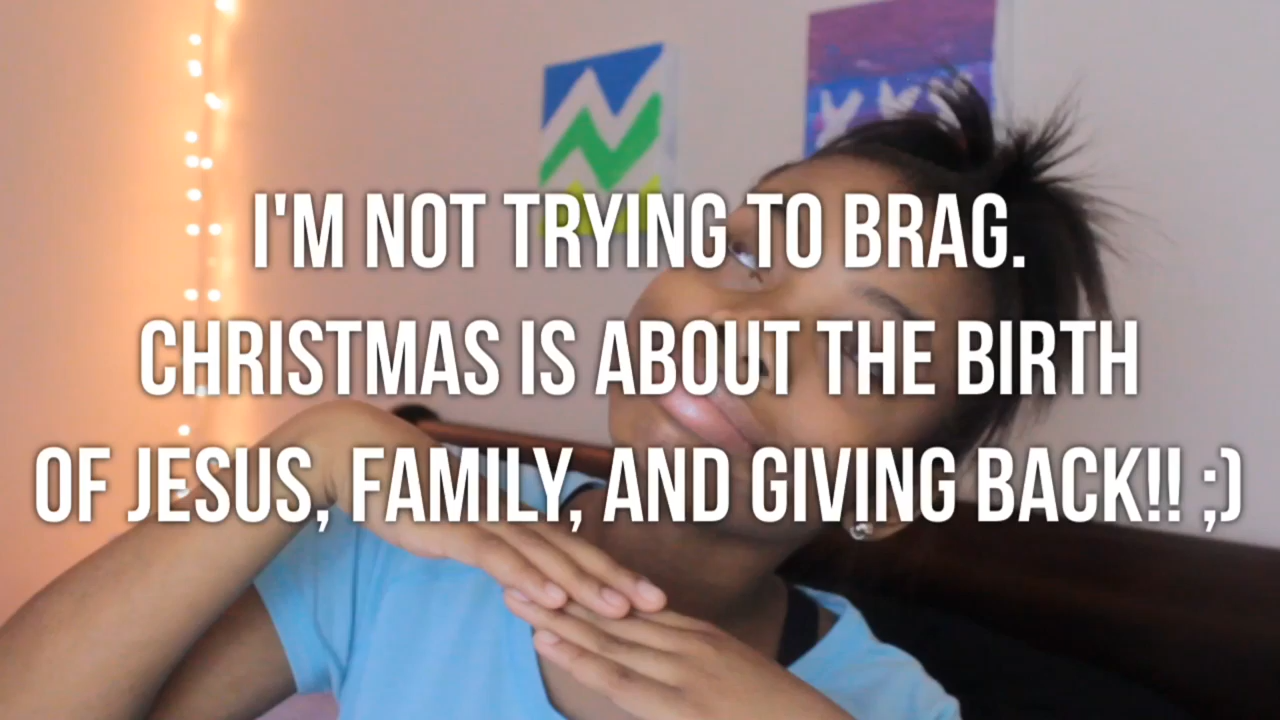 I'M NOT TRYING TO BRAG.
CHRISTMAS IS ABOUT THE BIRTH
OF JESUS, FAMILY, AND GIVING BACK!! ;)